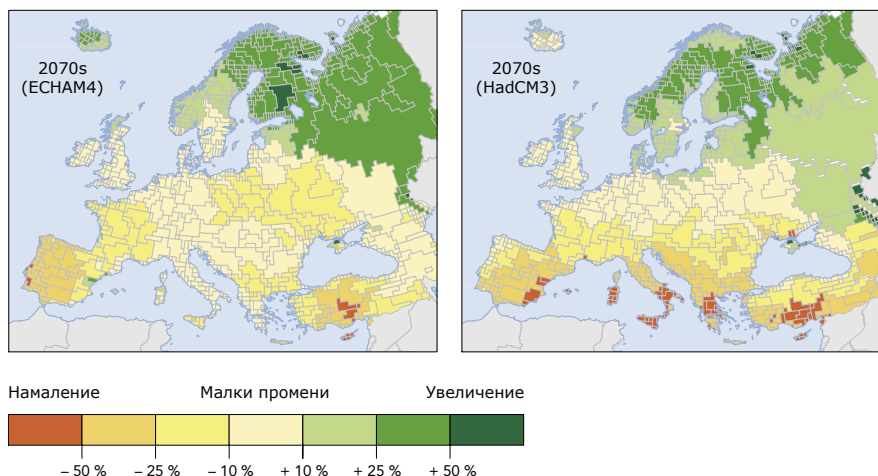 2070s
(ECHAM4)
2070s
(HadCM3)
Намаление Малки промени Увеличение
– 50 % – 25 % – 10 % + 10 % + 25 % + 50 %